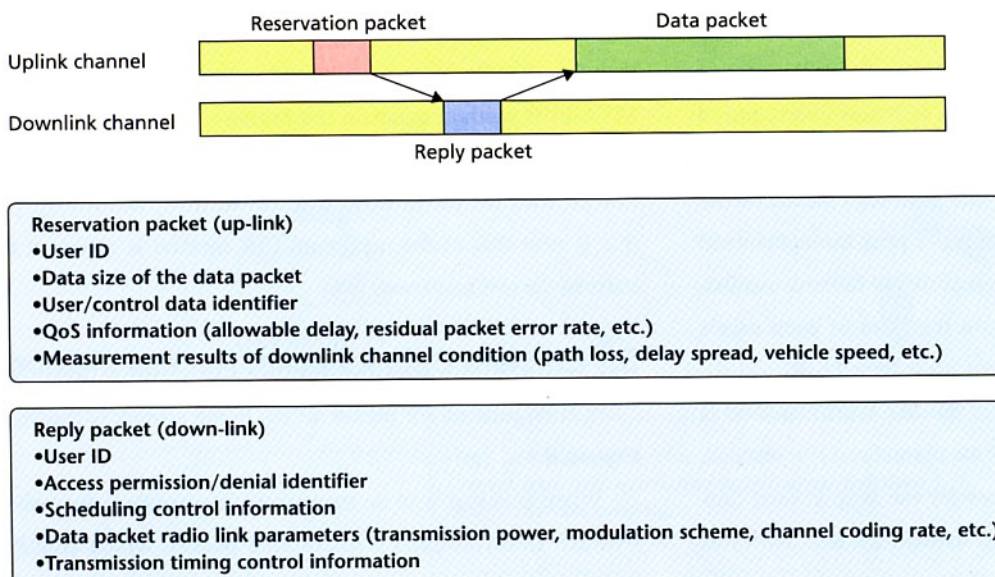 Reservation packet
Data packet
Uplink channel
Downlink channel
Reply packet
Reservation packet (up-link)
•User ID
•Data size of the data packet
•User/control data identifier
•QoS information (allowable delay, residual packet error rate, etc.)
•Measurement results of downlink channel condition (path loss, delay spread, vehicle speed, etc.)
Reply packet (down-link)
•User ID
•Access permission/denial identifier
•Scheduling control information
•Data packet radio link parameters (transmission power, modulation scheme, channel coding rate, etc.)
•Transmission timing control information